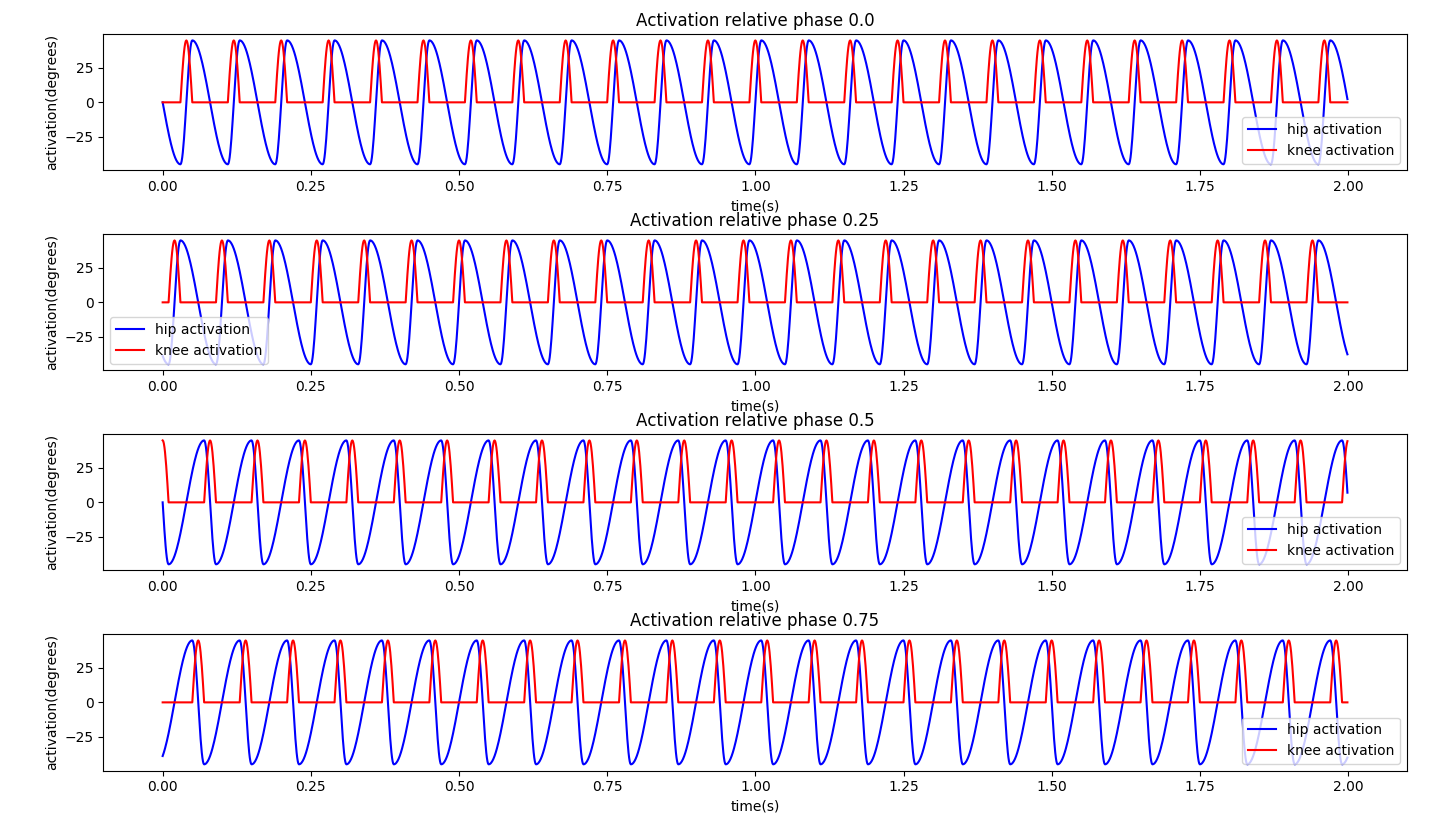 Activation relative phase 0.0
activation(degrees)
25
0
−25
hip activation
knee activation
0.00 0.25 0.50 0.75 1.00 1.25 1.50 1.75 2.00
time(s)
Activation relative phase 0.25
activation(degrees)
25
0
−25
hip activation
knee activation
0.00 0.25 0.50 0.75 1.00 1.25 1.50 1.75 2.00
time(s)
Activation relative phase 0.5
activation(degrees)
25
0
−25
hip activation
knee activation
0.00 0.25 0.50 0.75 1.00 1.25 1.50 1.75 2.00
time(s)
Activation relative phase 0.75
activation(degrees)
25
0
−25
hip activation
knee activation
0.00 0.25 0.50 0.75 1.00 1.25 1.50 1.75 2.00
time(s)